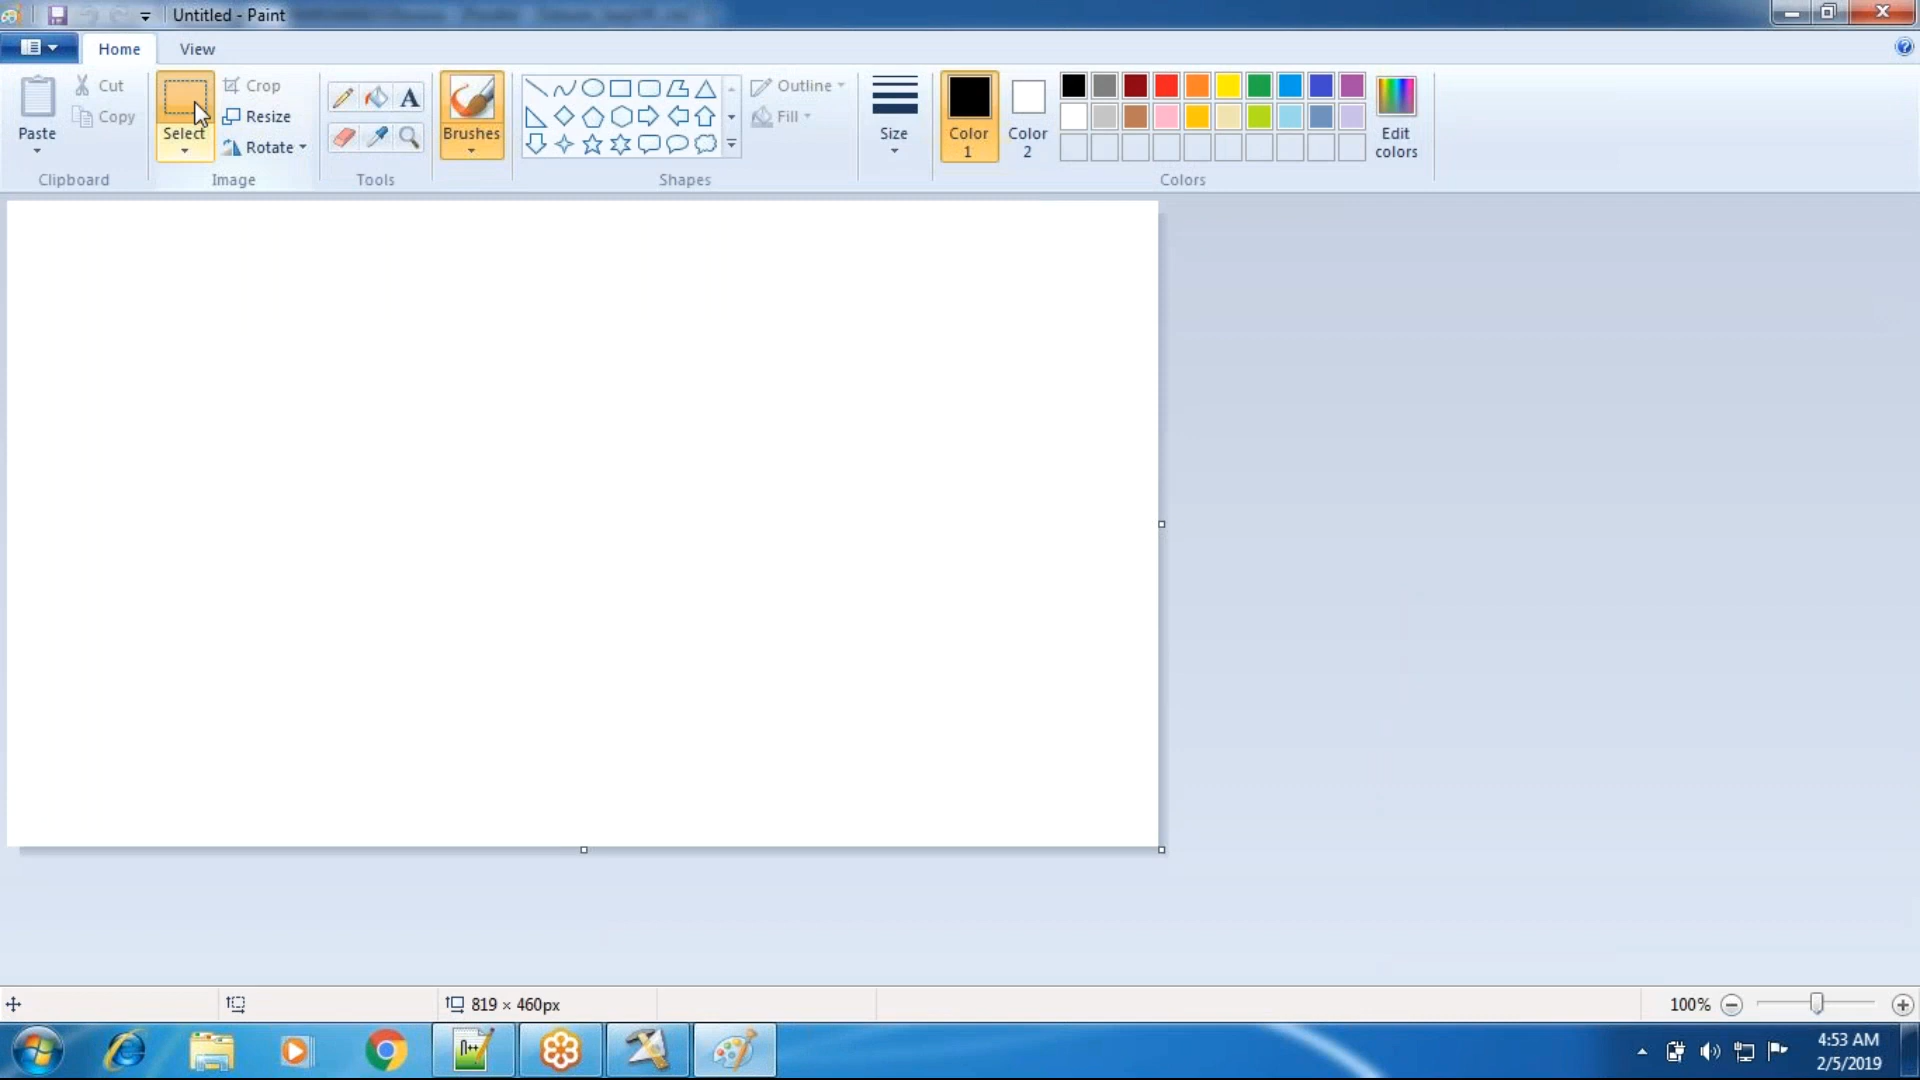 Untitled - Paint
Home
View
Paste
Cut
Copy
Clipboard
Select
Crop
Resize
Rotate
Image
A
Tools
Brushes
Outline
Fill
Shapes
Size
Color 1
Color 2
Edit colors
Colors
819 × 460px
100%
4:53 AM
2/5/2019